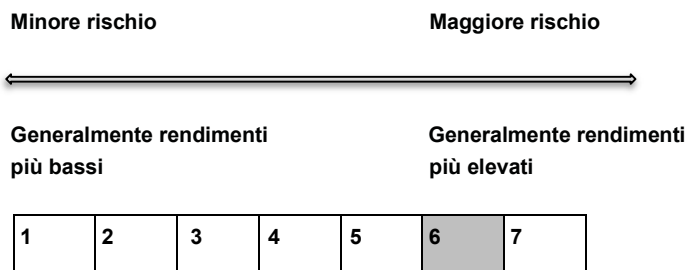 Minore rischio Maggiore rischio
Generalmente rendimenti Generalmente rendimenti
più bassi più elevati
1 2 3 4 5 6 7